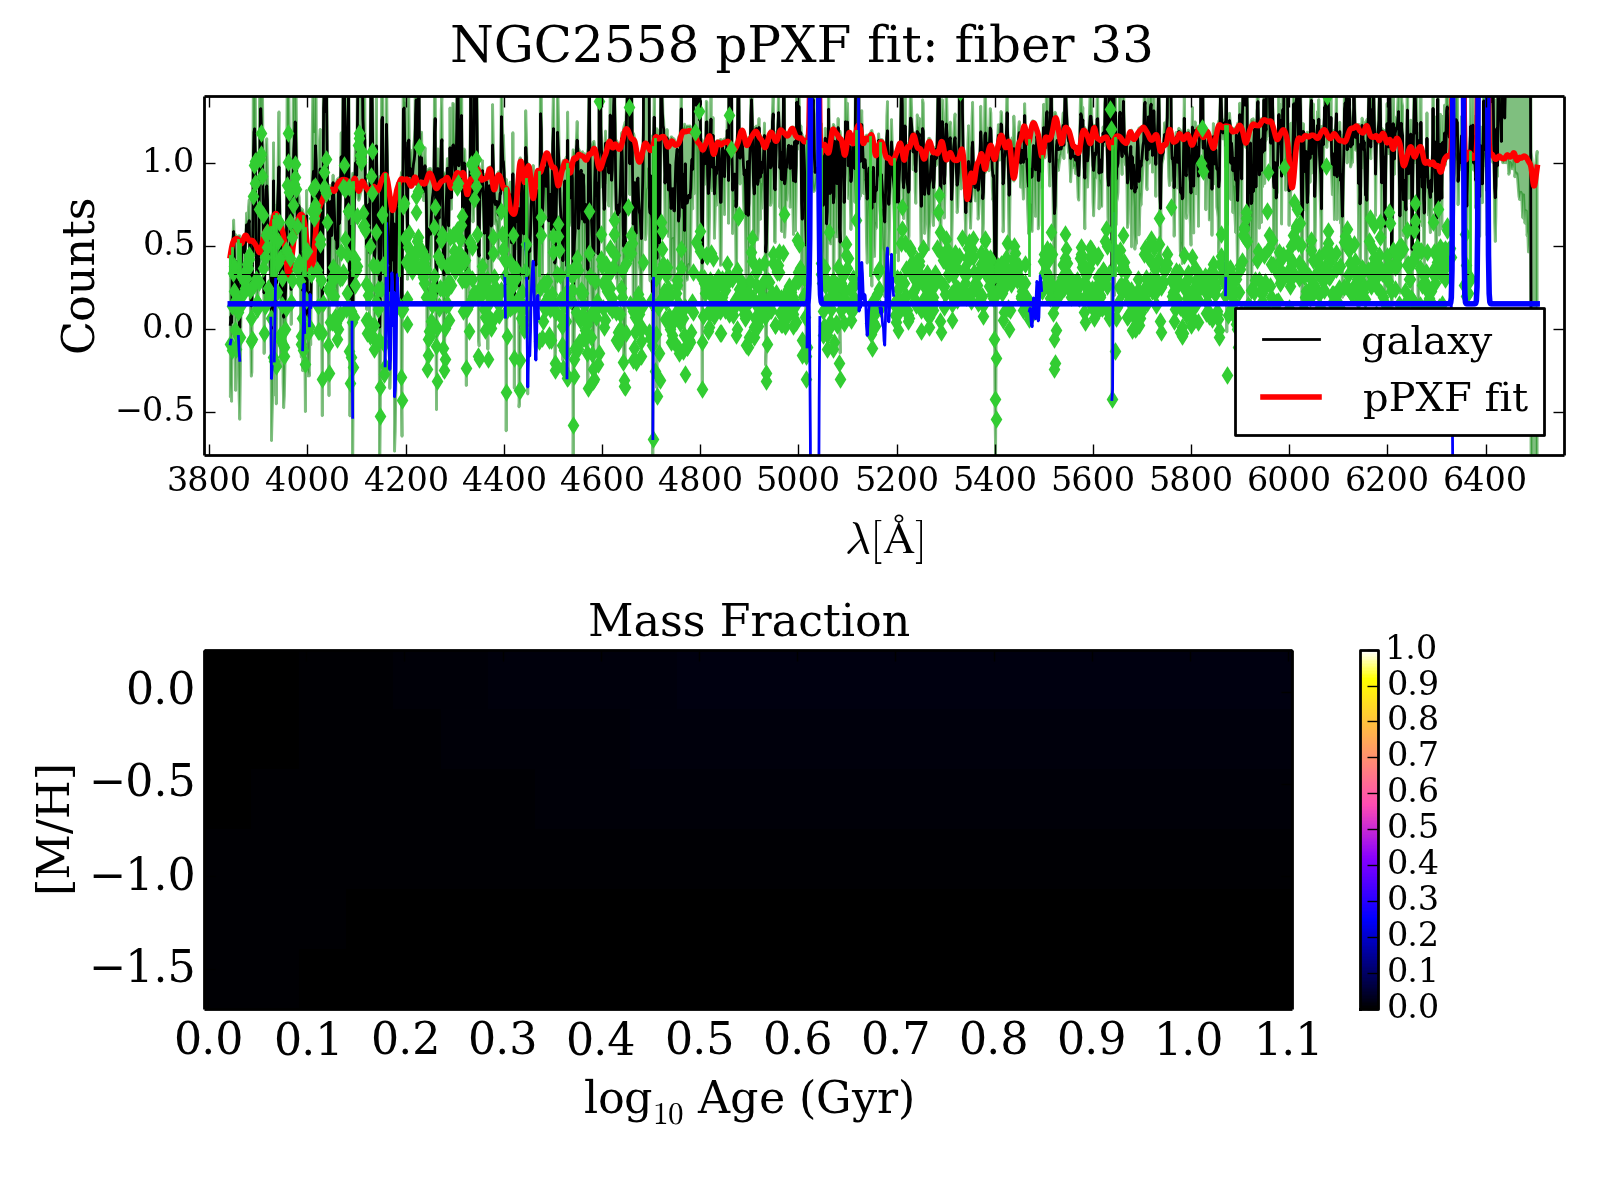 NGC2558 pPXF fit: fiber 33
Counts
1.0
0.5
0.0
−0.5
3800 4000 4200 4400 4600 4800 5000 5200 5400 5600 5800 6000 6200 6400
λ[Å]
galaxy
pPXF fit
Mass Fraction
[M/H]
0.0
−0.5
−1.0
−1.5
0.0 0.1 0.2 0.3 0.4 0.5 0.6 0.7 0.8 0.9 1.0 1.1
log₁₀ Age (Gyr)
1.0
0.9
0.8
0.7
0.6
0.5
0.4
0.3
0.2
0.1
0.0